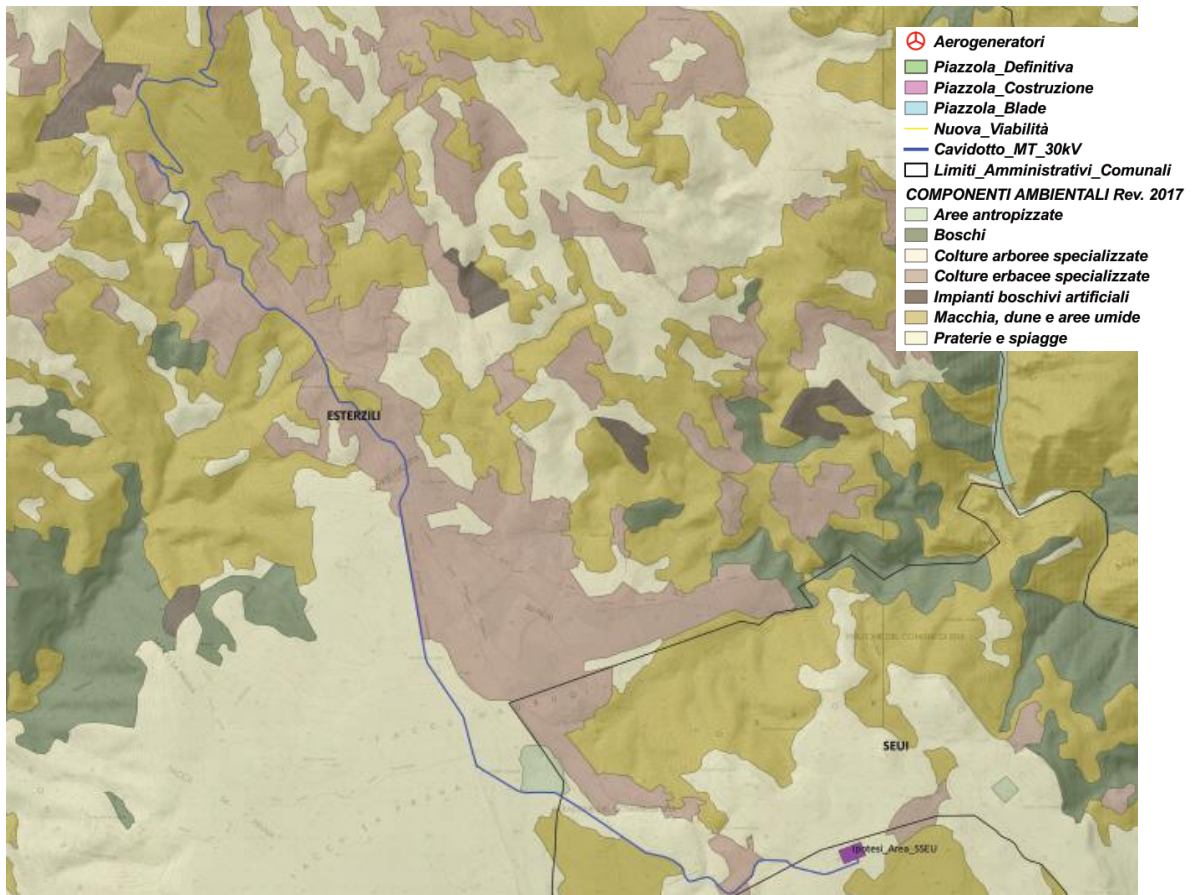 Aerogeneratori
Piazzola_Definitiva
Piazzola_Costruzione
Piazzola_Blade
Nuova_Viabilità
Cavidotto_MT_30kV
Limiti_Amministrativi_Comunali
COMPONENTI AMBIENTALI Rev. 2017
Aree antropizzate
Boschi
Colture arboree specializzate
Colture erbacee specializzate
Impianti boschivi artificiali
Macchia, dune e aree umide
Praterie e spiagge
ESTERZILI
SEUI
Ipotesi_Area_SSEU